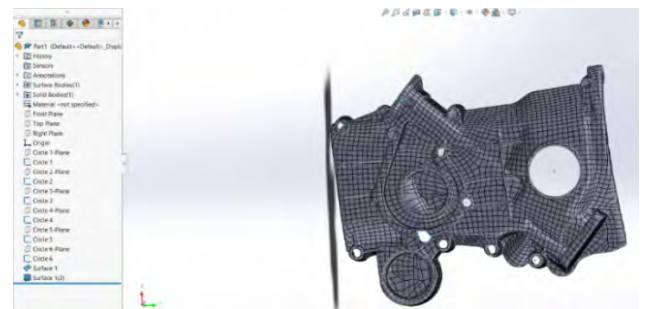 Part1 (Default<<Default>_Displ
History
Sensors
Annotations
Surface Bodies(1)
Solid Bodies(1)
Material <not specified>
Front Plane
Top Plane
Right Plane
Origin
Circle 1-Plane
Circle 1
Circle 2-Plane
Circle 2
Circle 3-Plane
Circle 3
Circle 4-Plane
Circle 4
Circle 5-Plane
Circle 5
Circle 6-Plane
Circle 6
Surface 1
Surface 1(2)